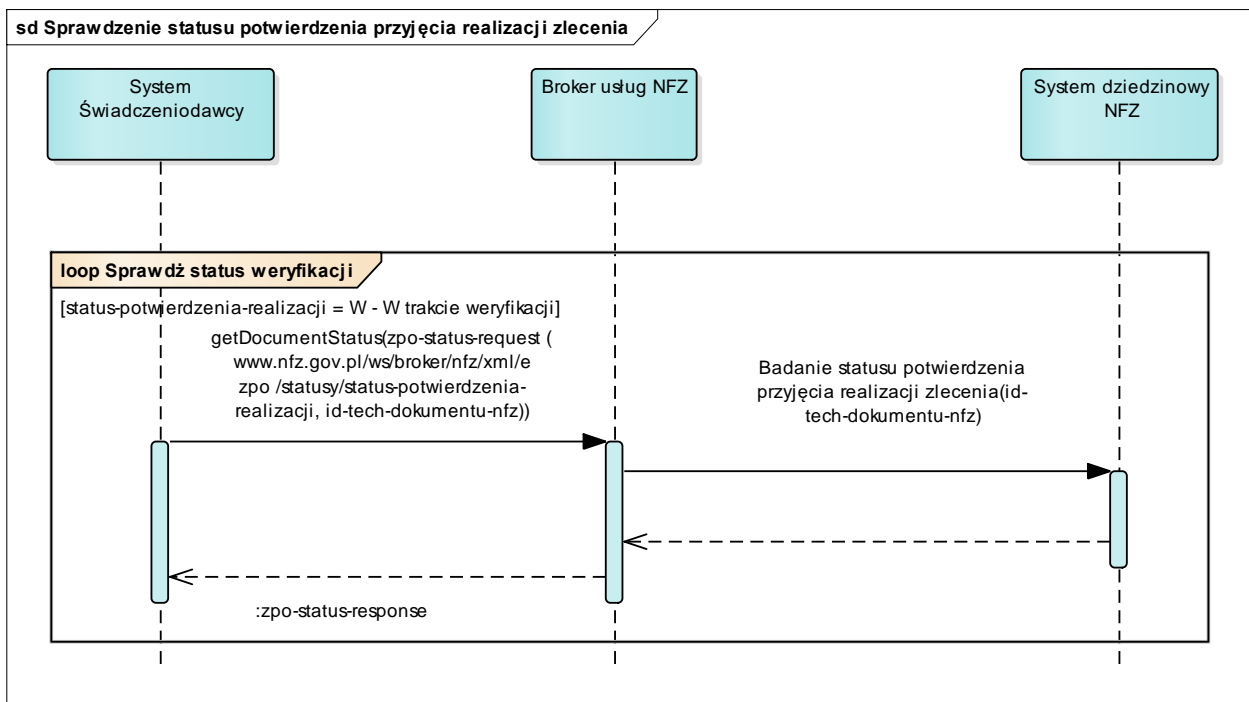 sd Sprawdzenie statusu potwierdzenia przyjęcia realizacji zlecenia
System
Świadczeniodawcy
Broker usług NFZ
System dziedzinowy
NFZ
loop Sprawdż status weryfikacji
[status-potwierdzenia-realizacji = W - W trakcie weryfikacji]
getDocumentStatus(zpo-status-request (
www.nfz.gov.pl/ws/broker/nfz/xml/e
zpo /statusy/status-potwierdzenia-
realizacji, id-tech-dokumentu-nfz))
Badanie statusu potwierdzenia
przyjęcia realizacji zlecenia(id-
tech-dokumentu-nfz)
:zpo-status-response